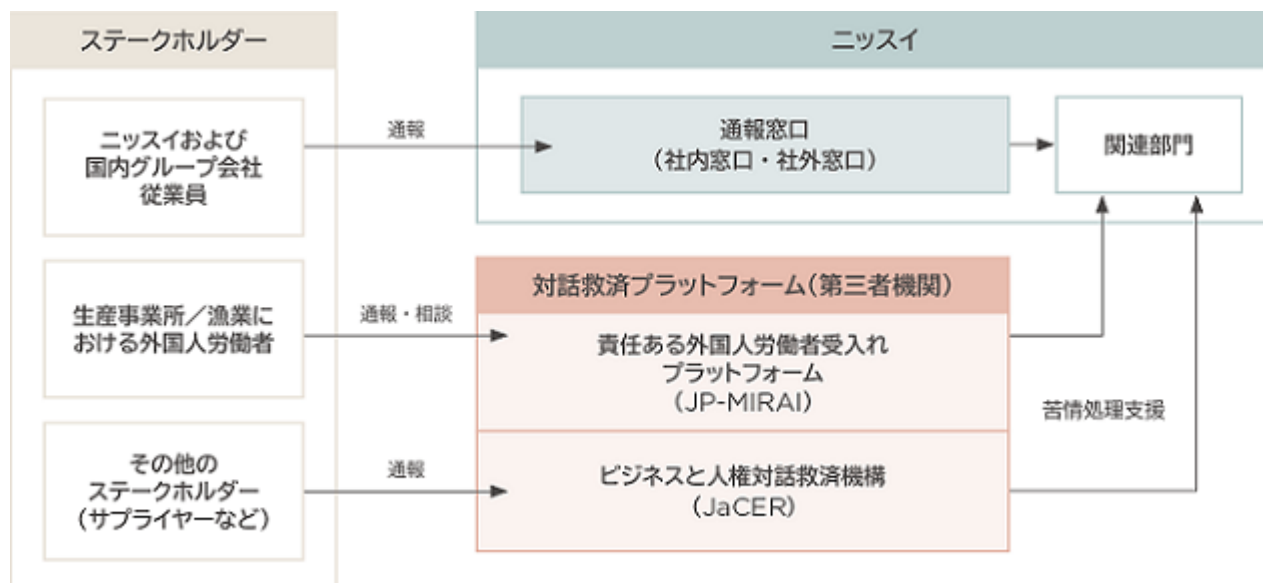 ステークホルダー
ニッスイ
ニッスイおよび
国内グループ会社
従業員
通報
通報窓口
（社内窓口・社外窓口）
関連部門
生産事業所／漁業に
おける外国人労働者
通報・相談
対話救済プラットフォーム（第三者機関）
責任ある外国人労働者受入れ
プラットフォーム
（JP-MIRAI）
苦情処理支援
その他の
ステークホルダー
（サプライヤーなど）
通報
ビジネスと人権対話救済機構
（JaCER）